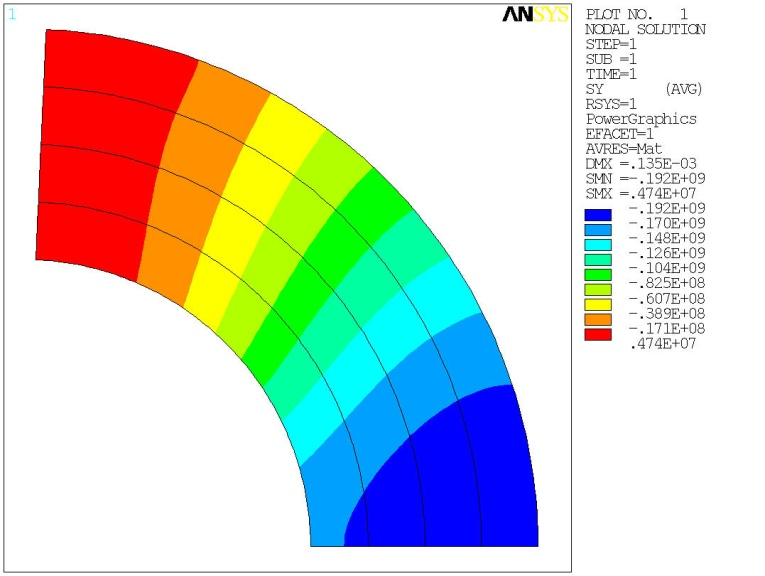 1
ANSYS
PLOT NO.   1
NODAL SOLUTION
STEP=1
SUB =1
TIME=1
SY       (AVG)
RSYS=1
PowerGraphics
EFACET=1
AVRES=Mat
DMX =.135E-03
SMN =-.192E+09
SMX =.474E+07
-.192E+09
-.170E+09
-.148E+09
-.126E+09
-.104E+09
-.825E+08
-.607E+08
-.389E+08
-.171E+08
.474E+07